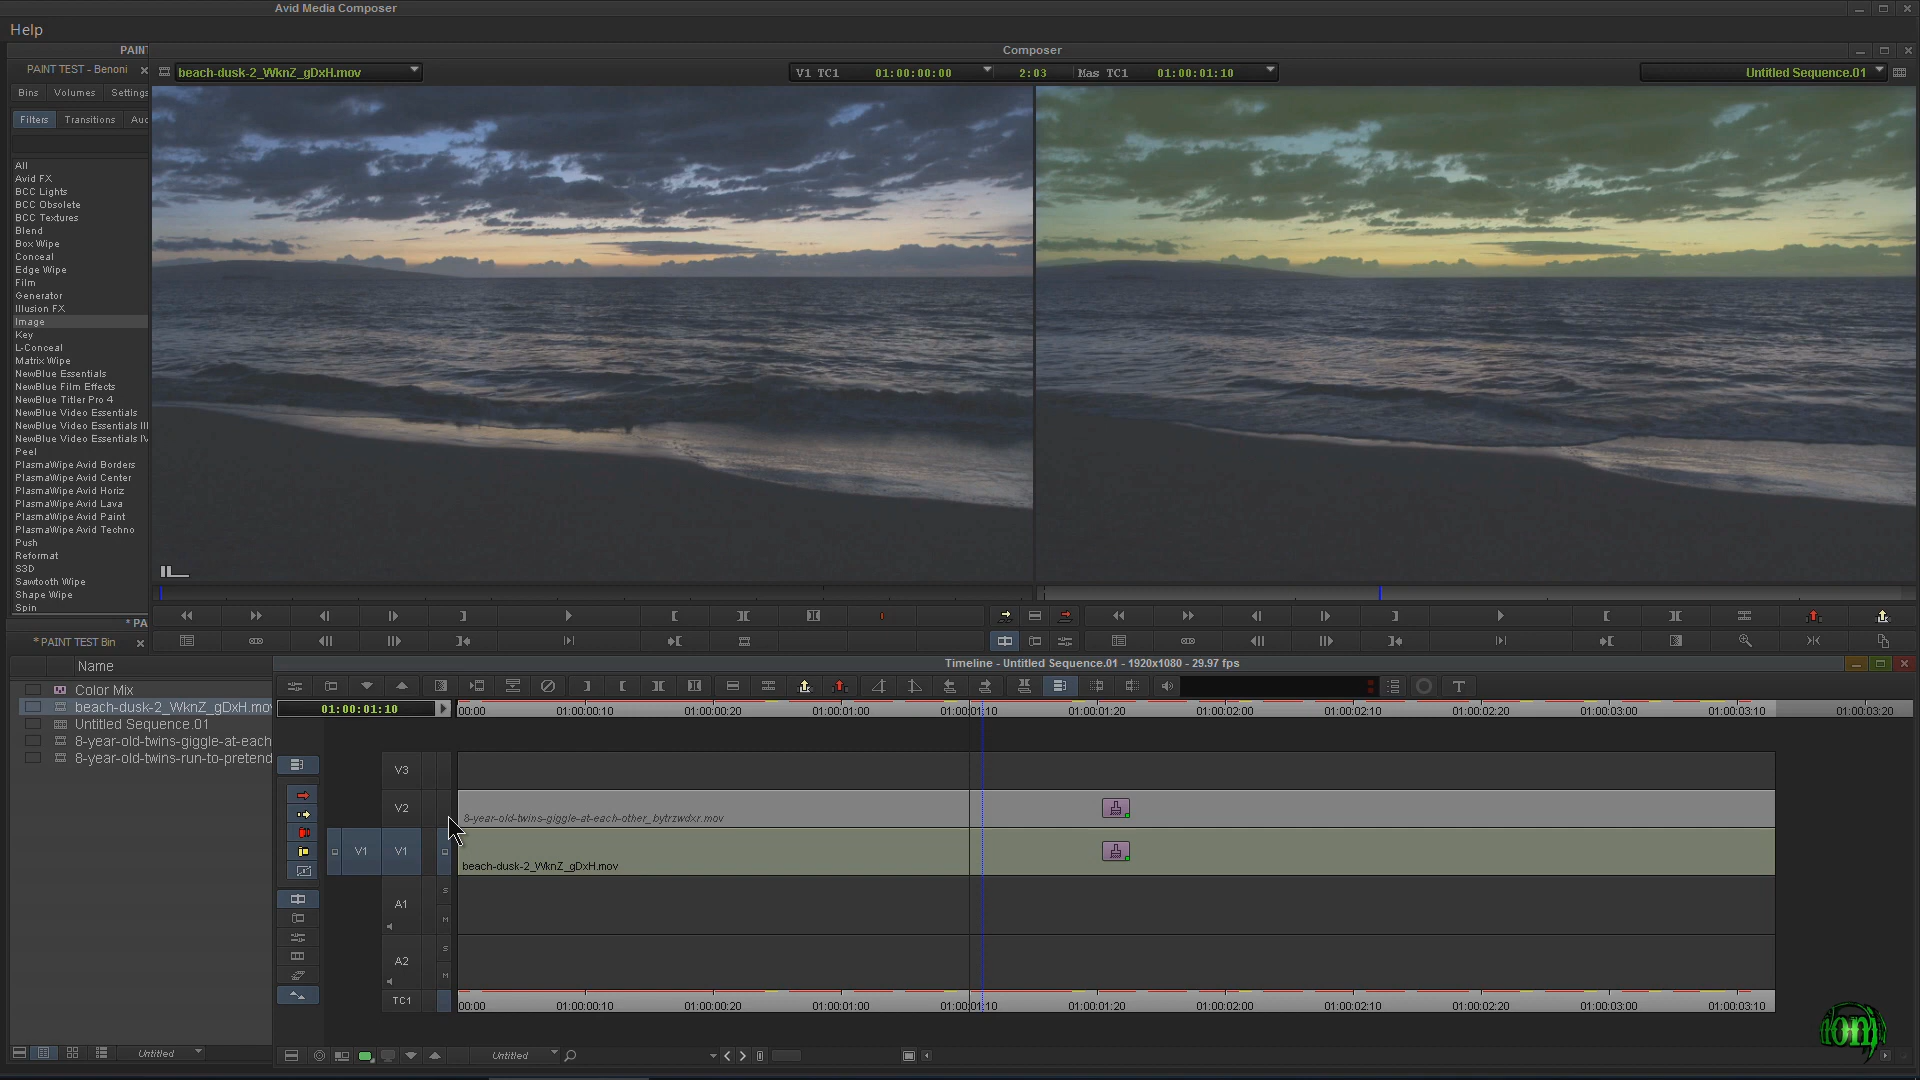 Avid Media Composer
Help
PAINT
Composer
PAINT TEST - Benoni
beach-dusk-2_WknZ_gDxH.mov
V1 TC1 01:00:00:00 2:03 Mas TC1 01:00:01:10
Untitled Sequence.01
Bins Volumes Settings
Filters Transitions Aud
All
Avid FX
BCC Lights
BCC Obsolete
BCC Textures
Blend
Box Wipe
Conceal
Edge Wipe
Film
Generator
Illusion FX
Image
Key
L-Conceal
Matrix Wipe
NewBlue Essentials
NewBlue Film Effects
NewBlue Titler Pro 4
NewBlue Video Essentials
NewBlue Video Essentials III
NewBlue Video Essentials IV
Peel
PlasmaWipe Avid Borders
PlasmaWipe Avid Center
PlasmaWipe Avid Horiz
PlasmaWipe Avid Lava
PlasmaWipe Avid Paint
PlasmaWipe Avid Techno
Push
Reformat
S3D
Sawtooth Wipe
Shape Wipe
Spin
* PA
*PAINT TEST Bin
Name
Color Mix
beach-dusk-2_WknZ_gDxH.mov
Untitled Sequence.01
8-year-old-twins-giggle-at-each
8-year-old-twins-run-to-pretend
Timeline - Untitled Sequence.01 - 1920x1080 - 29.97 fps
T
01:00:01:10
00:00 01:00:00:10 01:00:00:20 01:00:01:00 01:00:01:10 01:00:01:20 01:00:02:00 01:00:02:10 01:00:02:20 01:00:03:00 01:00:03:10 01:00:03:20
V3
V2
8-year-old-twins-giggle-at-each-other_bytrzwdxr.mov
V1 V1
beach-dusk-2_WknZ_gDxH.mov
A1
S
M
A2
S
M
TC1
00:00 01:00:00:10 01:00:00:20 01:00:01:00 01:00:01:10 01:00:01:20 01:00:02:00 01:00:02:10 01:00:02:20 01:00:03:00 01:00:03:10
Untitled
Untitled